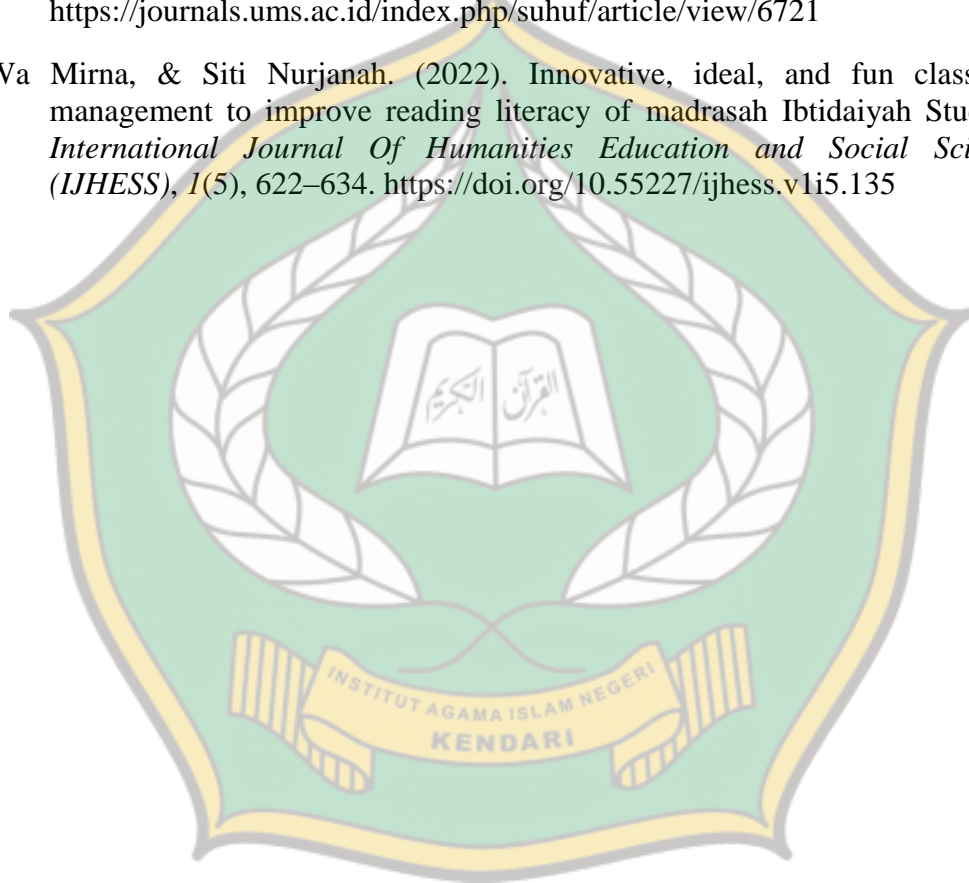 https://journals.ums.ac.id/index.php/suhuf/article/view/6721
Mirna, & Siti Nurjanah. (2022). Innovative, ideal, and fun class
management to improve reading literacy of madrasah Ibtidaiyah Stu
International Journal Of Humanities Education and Social Sci
(IJHESS), 1(5), 622–634. https://doi.org/10.55227/ijhess.v1i5.135
القرآن الكريم
INSTITUT AGAMA ISLAM NEGERI
KENDARI